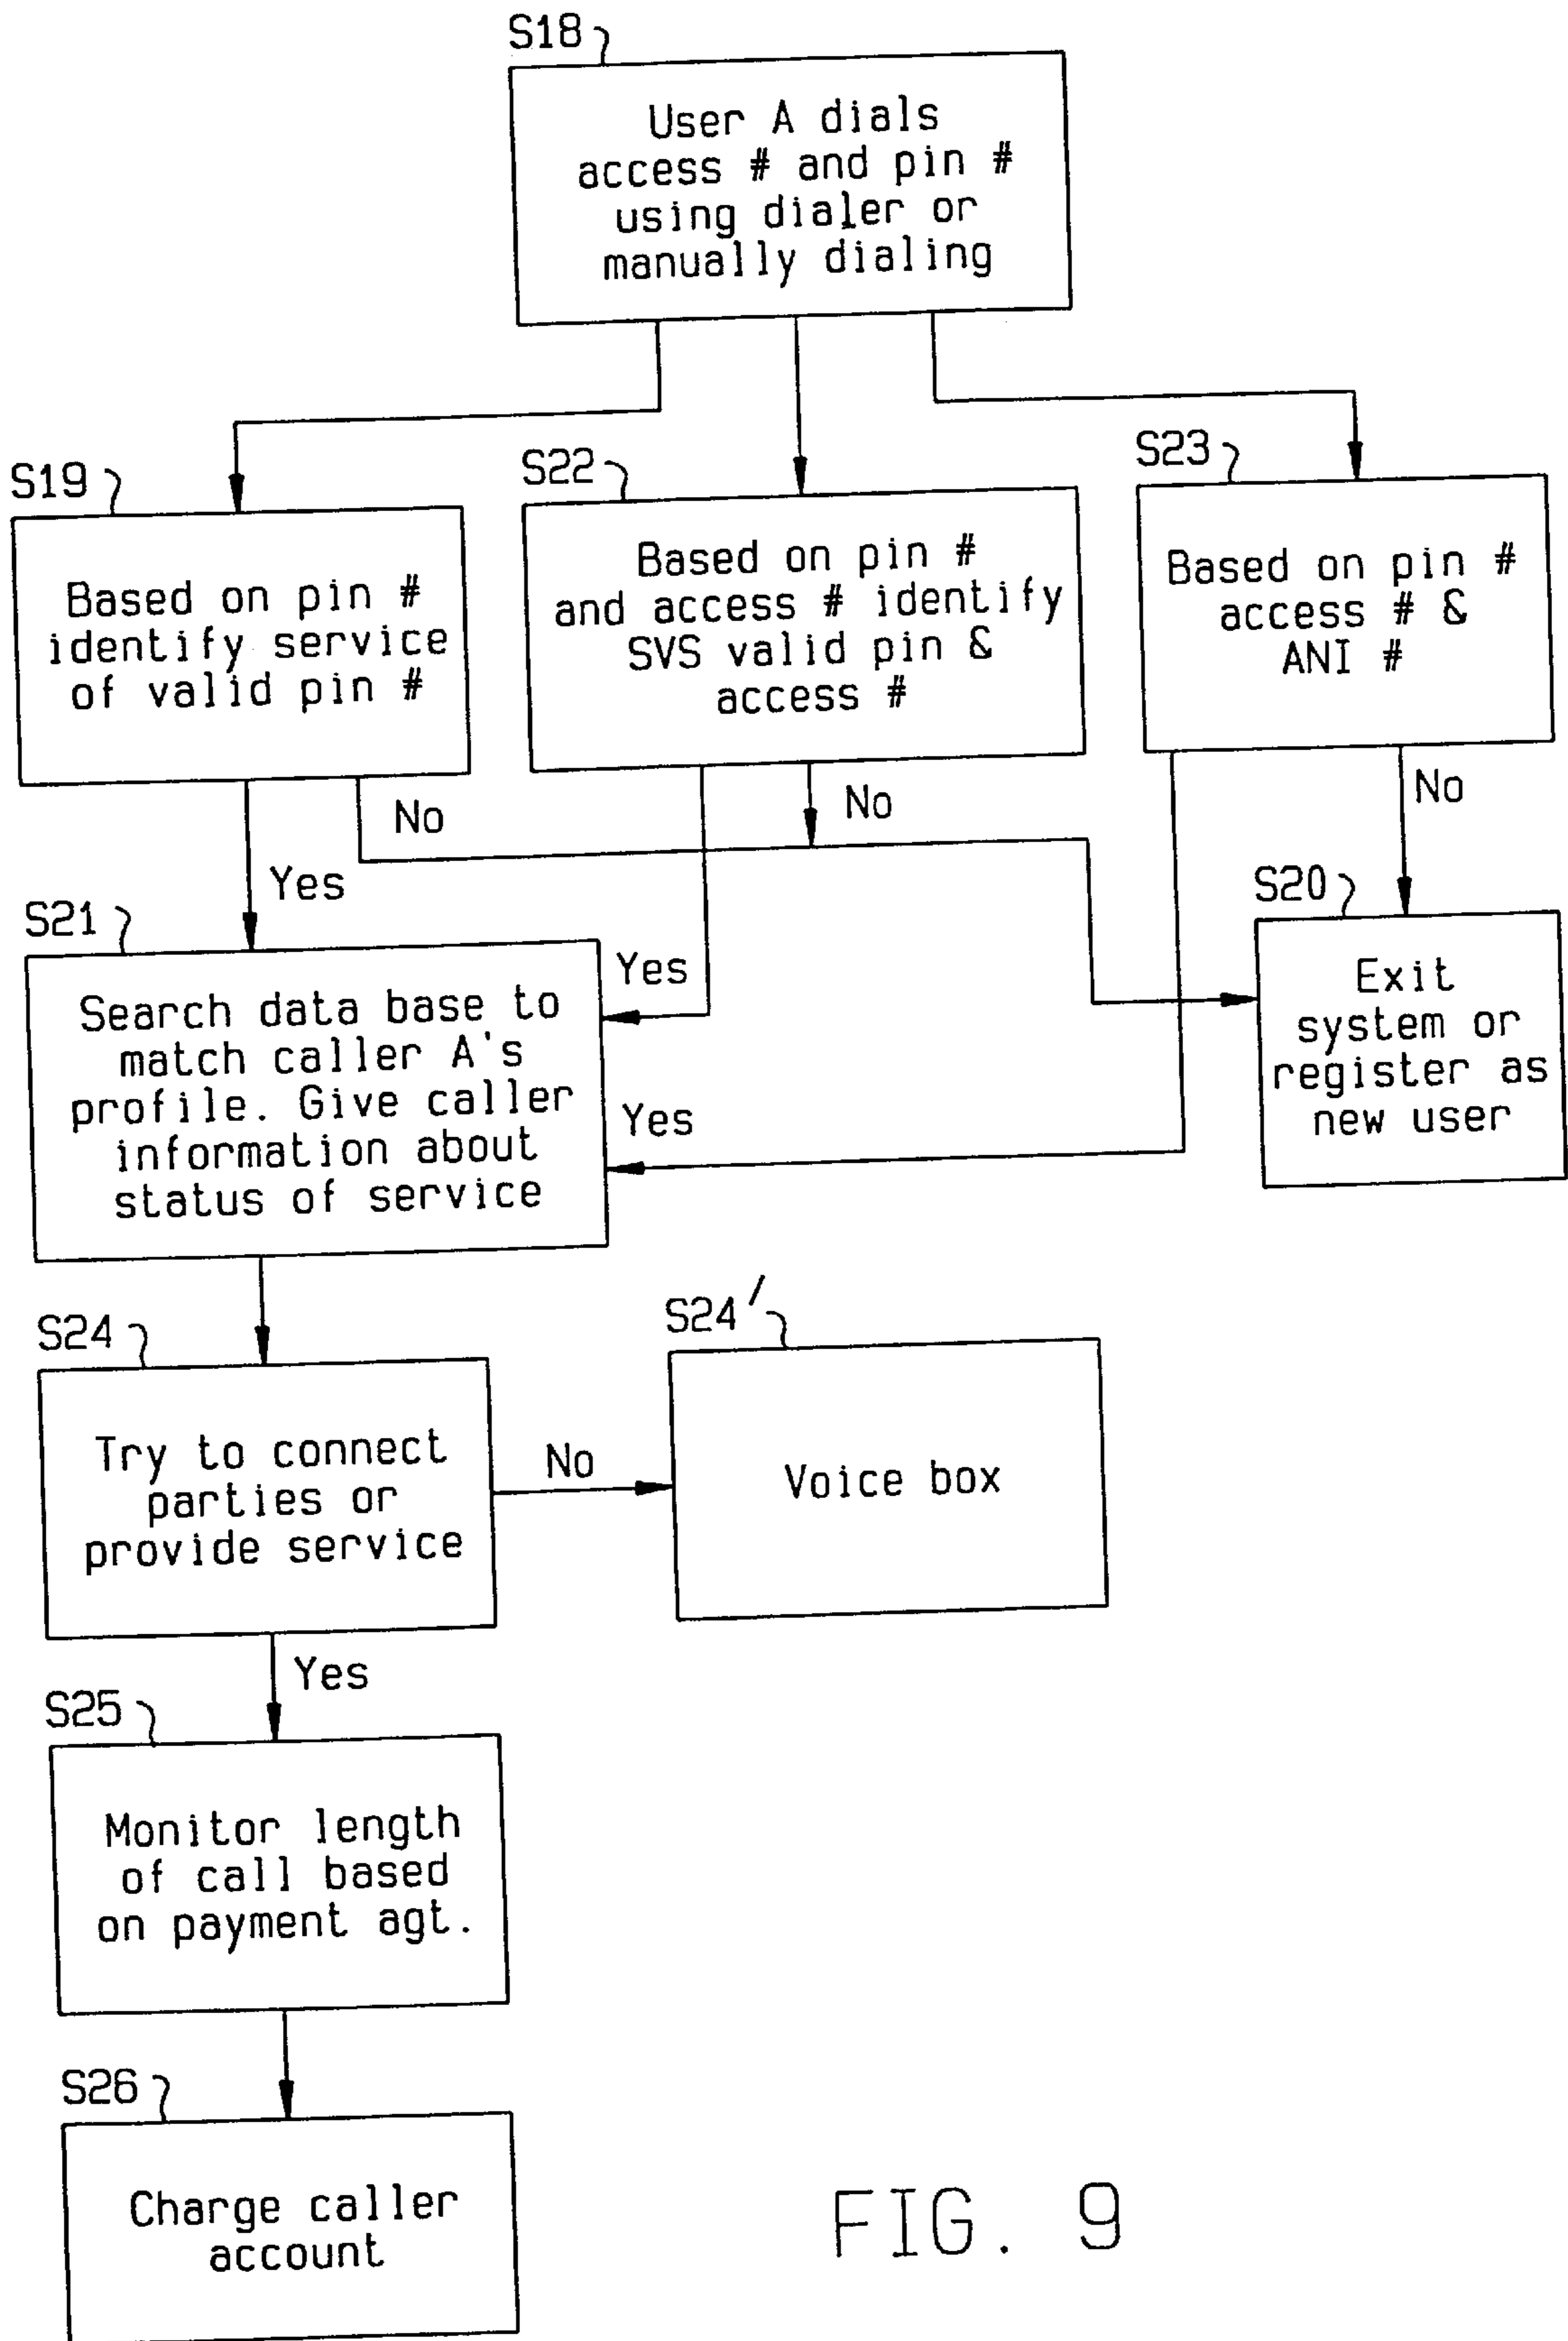 S18
User A dials
access # and pin #
using dialer or
manually dialing
S19
Based on pin #
identify service
of valid pin #
S22
Based on pin #
and access # identify
SVS valid pin &
access #
S23
Based on pin #
access # &
ANI #
No
No
No
Yes
S21
Search data base to
match caller A's
profile. Give caller
information about
status of service
Yes
Yes
S20
Exit
system or
register as
new user
S24
Try to connect
parties or
provide service
No
S24'
Voice box
Yes
S25
Monitor length
of call based
on payment agt.
S26
Charge caller
account
FIG. 9